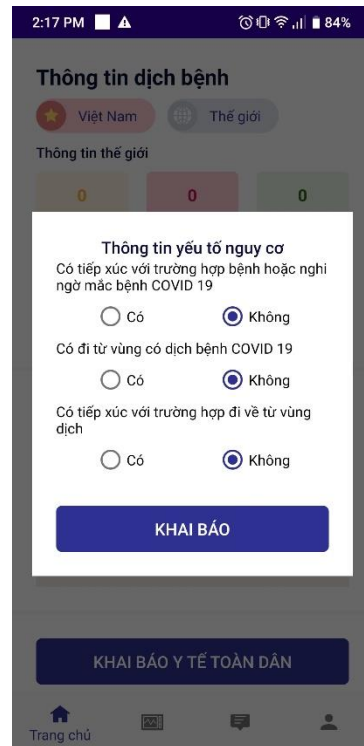 2:17 PM 84%
Thông tin dịch bệnh
Việt Nam Thế giới
Thông tin thế giới
0 0 0
Thông tin yếu tố nguy cơ
Có tiếp xúc với trường hợp bệnh hoặc nghi
ngờ mắc bệnh COVID 19
Có Không
Có đi từ vùng có dịch bệnh COVID 19
Có Không
Có tiếp xúc với trường hợp đi về từ vùng
dịch
Có Không
KHAI BÁO
KHAI BÁO Y TẾ TOÀN DÂN
Trang chủ